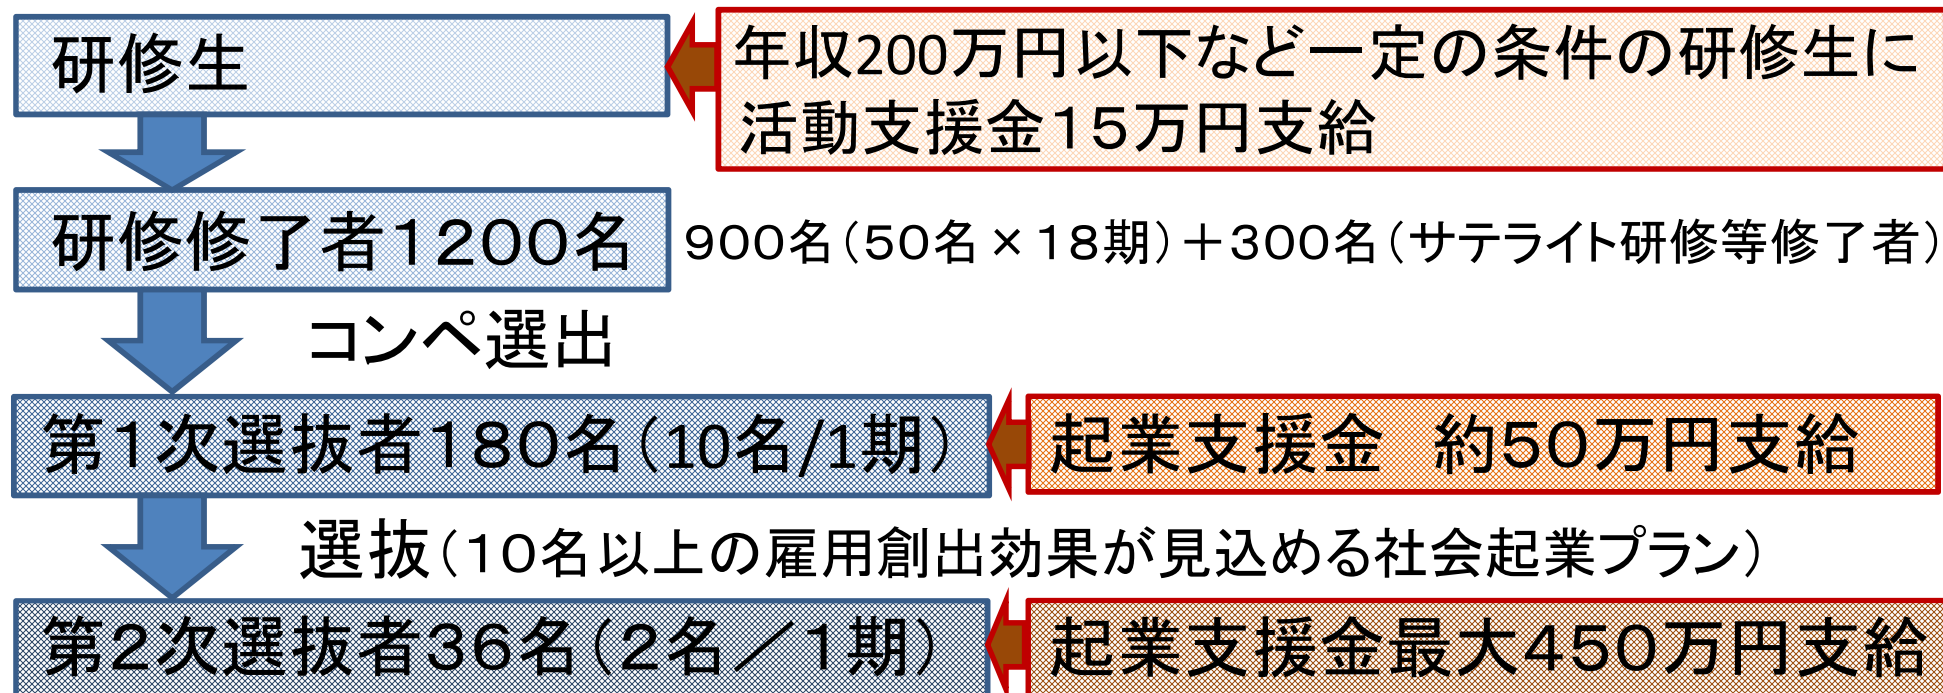 研修生
年収200万円以下など一定の条件の研修生に
活動支援金15万円支給
研修修了者1200名
900名(50名×18期)+300名(サテライト研修等修了者)
コンペ選出
第1次選抜者180名(10名/1期)
起業支援金　約50万円支給
選抜(10名以上の雇用創出効果が見込める社会起業プラン)
第2次選抜者36名(2名／1期)
起業支援金最大450万円支給